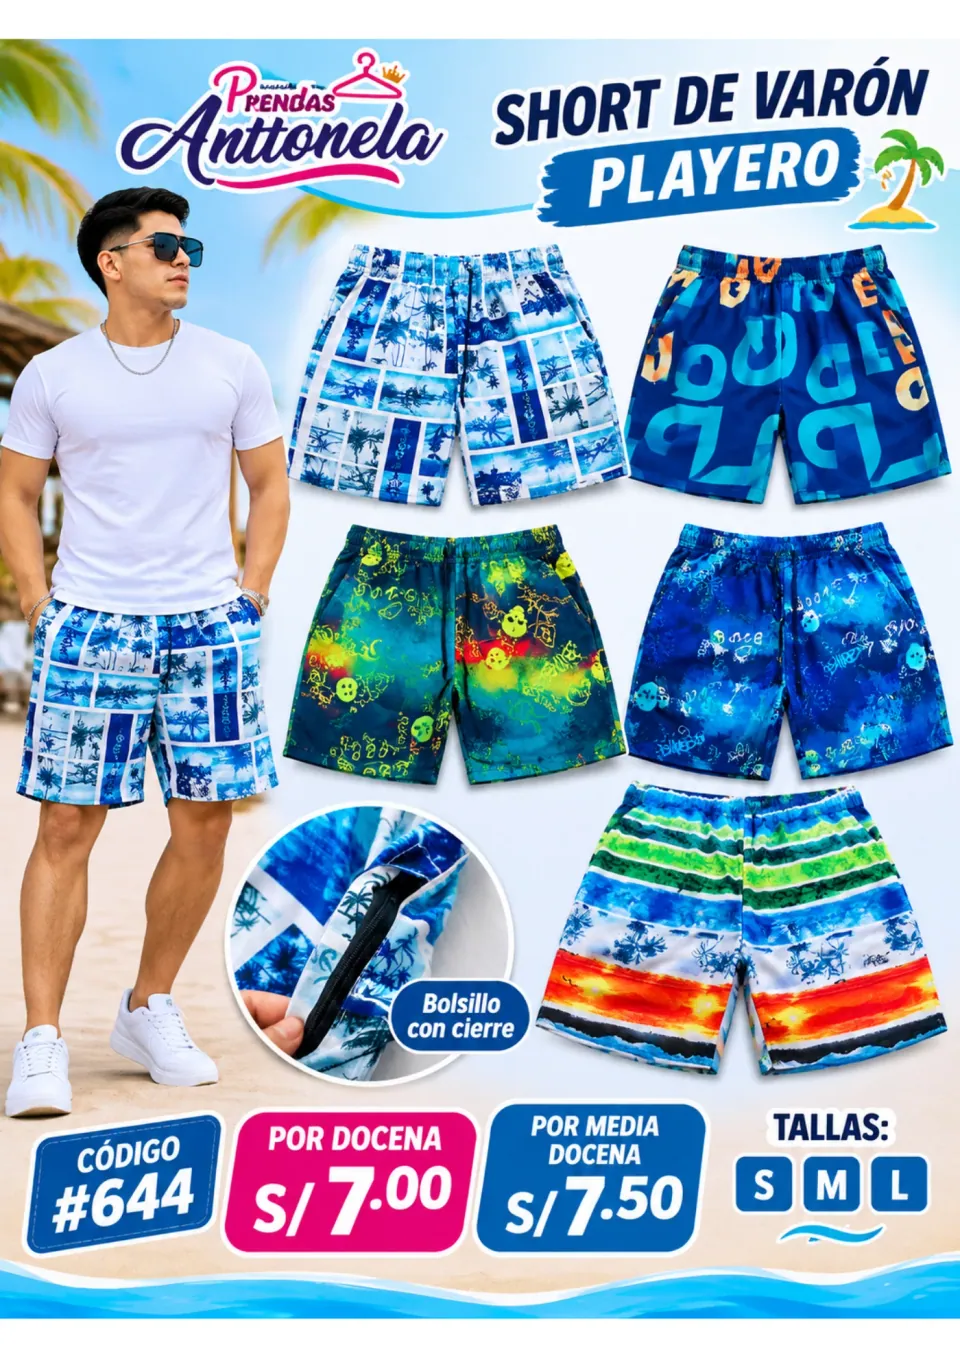 PRENDAS
Anttonela
SHORT DE VARÓN
PLAYERO
Bolsillo
con cierre
CÓDIGO
#644
POR DOCENA
S/7.00
POR MEDIA
DOCENA
S/7.50
TALLAS:
S M L